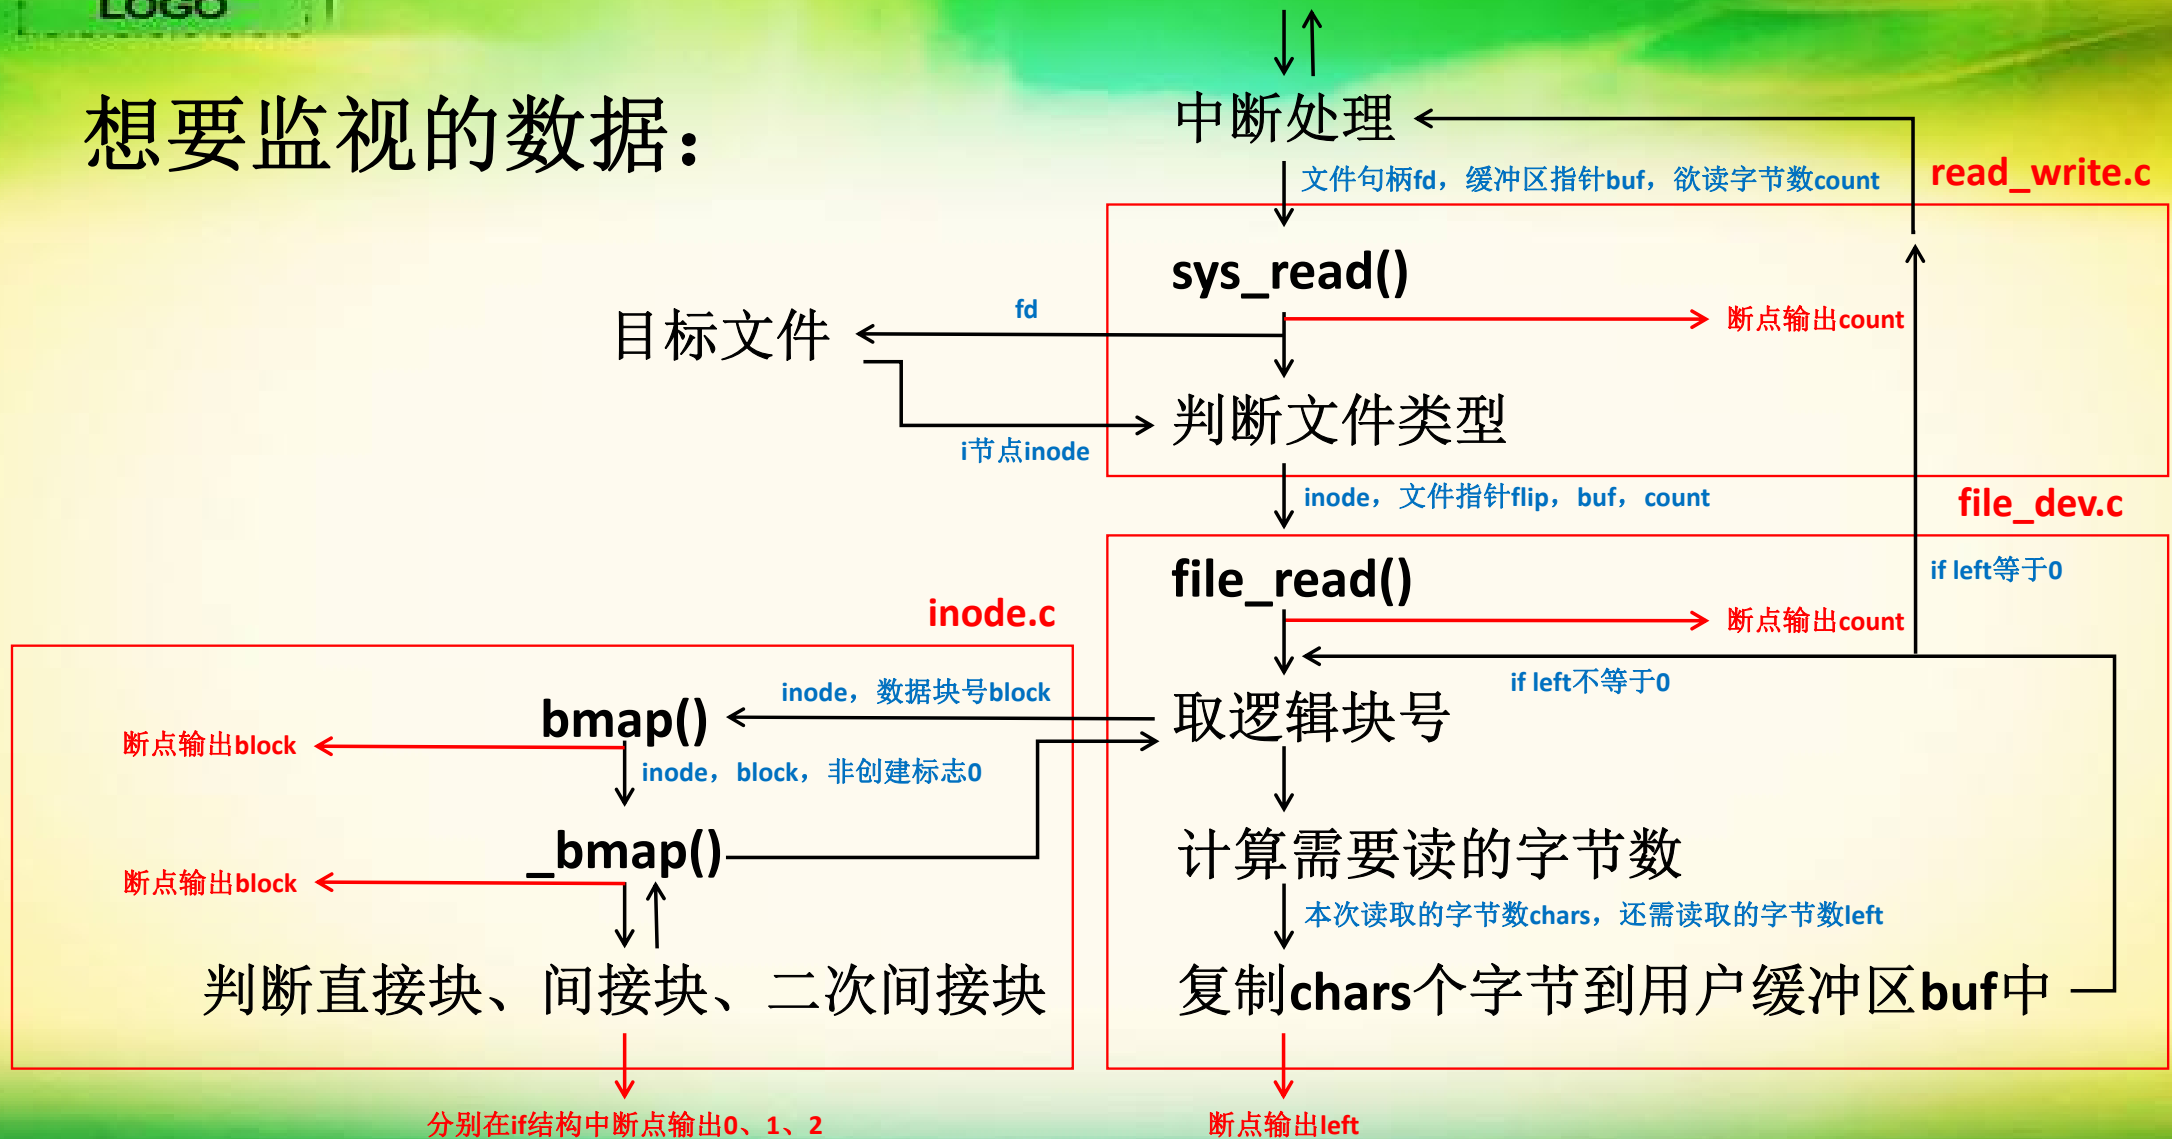 LOGO
想要监视的数据：
中断处理
文件句柄fd，缓冲区指针buf，欲读字节数count
read_write.c
sys_read()
断点输出count
fd
目标文件
判断文件类型
i节点inode
inode，文件指针flip，buf，count
file_dev.c
file_read()
if left等于0
断点输出count
inode.c
if left不等于0
inode，数据块号block
bmap()
取逻辑块号
断点输出block
inode，block，非创建标志0
_bmap()
计算需要读的字节数
断点输出block
本次读取的字节数chars，还需读取的字节数left
判断直接块、间接块、二次间接块
复制chars个字节到用户缓冲区buf中
分别在if结构中断点输出0、1、2
断点输出left